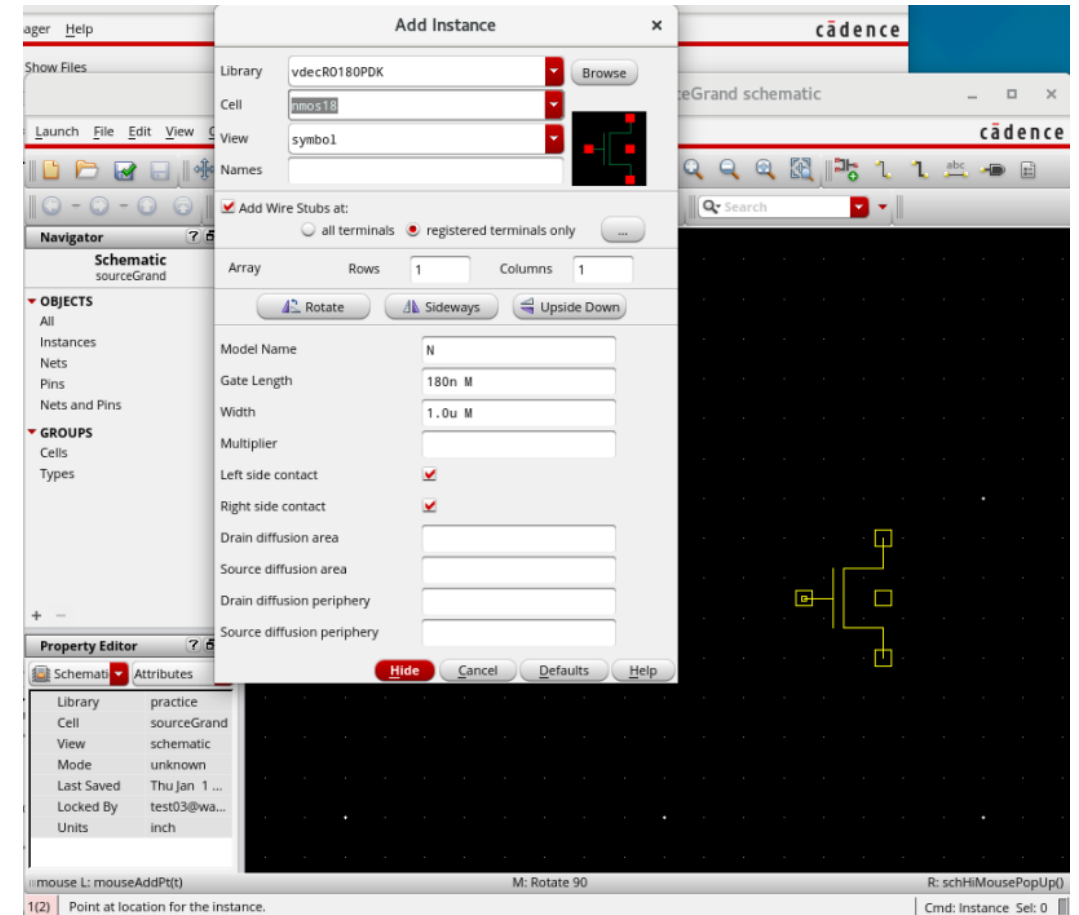 ager Help
cādence
Show Files
Add Instance
Library vdecRO180PDK Browse
Cell nmos18
View symbol
Names
Add Wire Stubs at:
all terminals registered terminals only ...
Array Rows 1 Columns 1
Rotate Sideways Upside Down
Model Name N
Gate Length 180n M
Width 1.0u M
Multiplier
Left side contact
Right side contact
Drain diffusion area
Source diffusion area
Drain diffusion periphery
Source diffusion periphery
Hide Cancel Defaults Help
ceGrand schematic
Launch File Edit View
cādence
abc
Search
Navigator ?
Schematic
sourceGrand
OBJECTS
All
Instances
Nets
Pins
Nets and Pins
GROUPS
Cells
Types
+ −
Property Editor ?
Schemati Attributes
Library practice
Cell sourceGrand
View schematic
Mode unknown
Last Saved Thu Jan 1 ...
Locked By test03@wa...
Units inch
mouse L: mouseAddPt(t) M: Rotate 90 R: schHiMousePopUp()
1(2) Point at location for the instance. Cmd: Instance Sel: 0